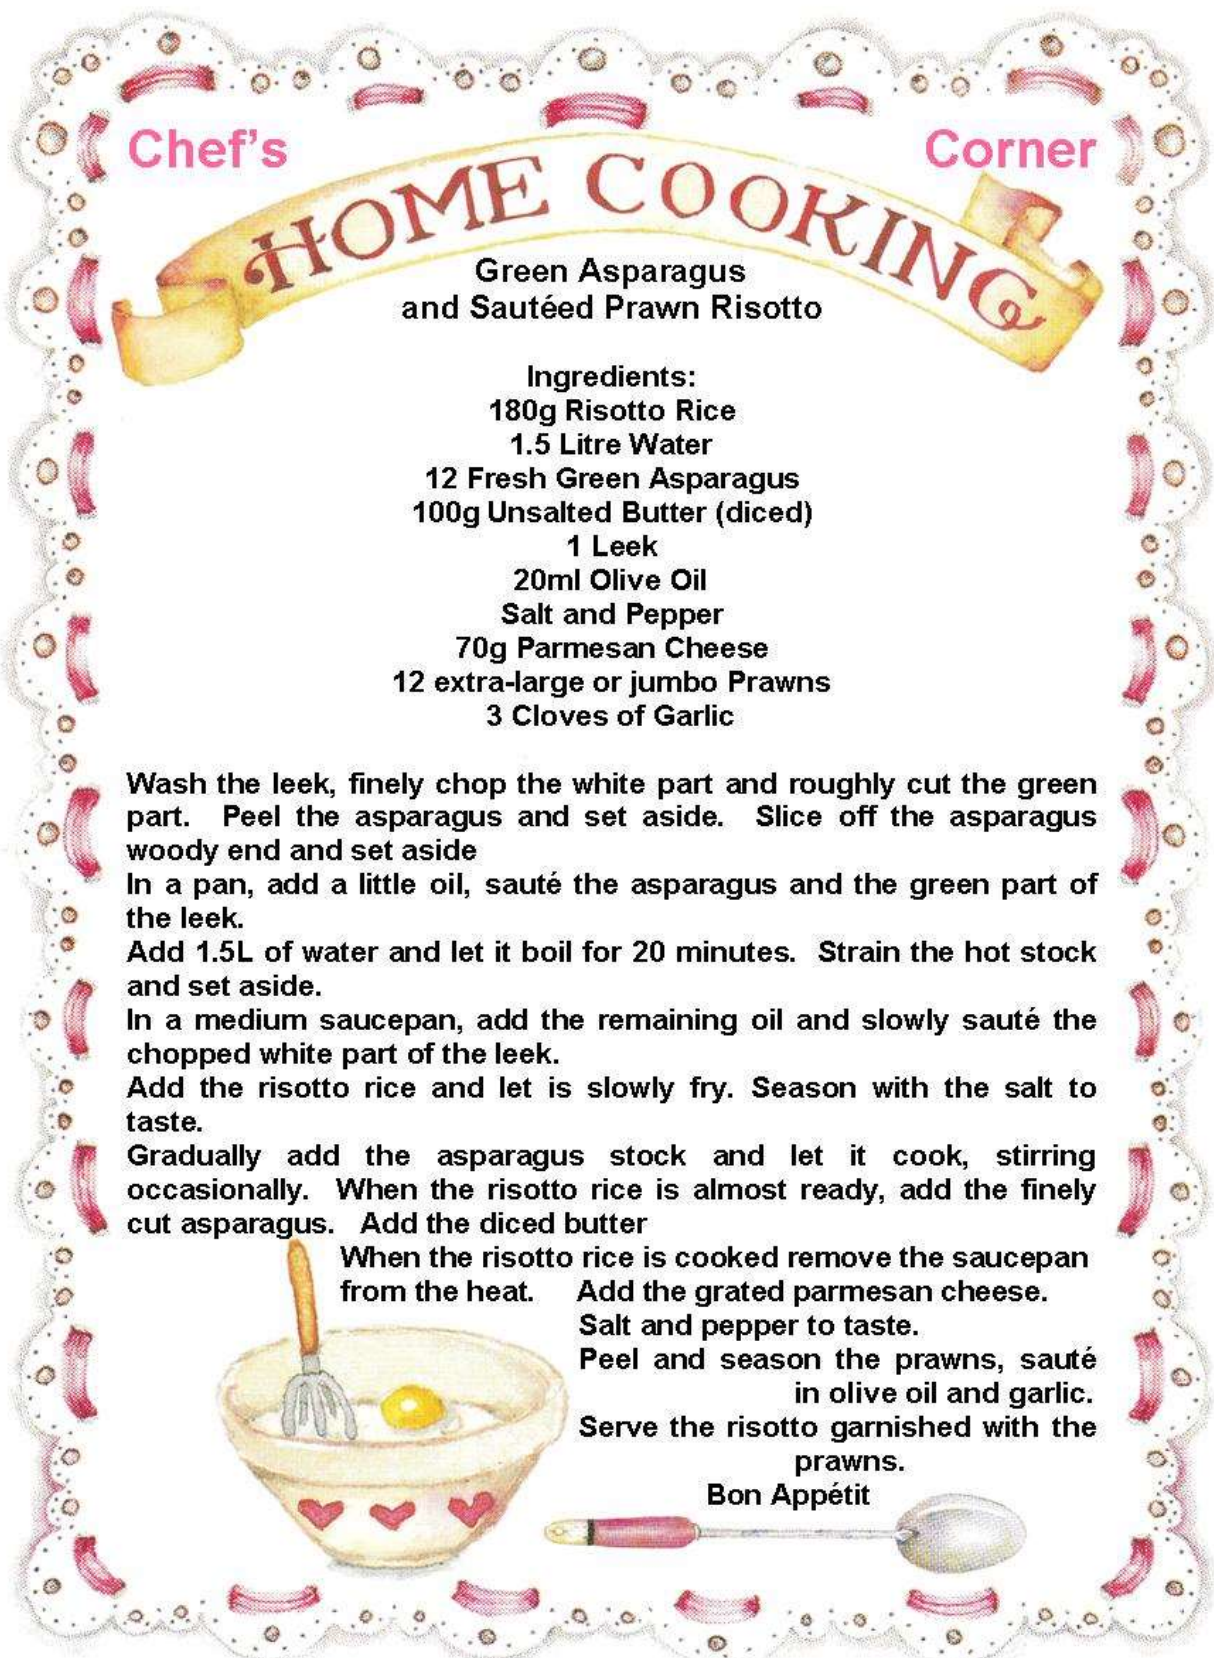 Chef's Corner
HOME COOKING
Green Asparagus
and Sautéed Prawn Risotto
Ingredients:
180g Risotto Rice
1.5 Litre Water
12 Fresh Green Asparagus
100g Unsalted Butter (diced)
1 Leek
20ml Olive Oil
Salt and Pepper
70g Parmesan Cheese
12 extra-large or jumbo Prawns
3 Cloves of Garlic
Wash the leek, finely chop the white part and roughly cut the green
part. Peel the asparagus and set aside. Slice off the asparagus
woody end and set aside
In a pan, add a little oil, sauté the asparagus and the green part of
the leek.
Add 1.5L of water and let it boil for 20 minutes. Strain the hot stock
and set aside.
In a medium saucepan, add the remaining oil and slowly sauté the
chopped white part of the leek.
Add the risotto rice and let is slowly fry. Season with the salt to
taste.
Gradually add the asparagus stock and let it cook, stirring
occasionally. When the risotto rice is almost ready, add the finely
cut asparagus. Add the diced butter
When the risotto rice is cooked remove the saucepan
from the heat. Add the grated parmesan cheese.
Salt and pepper to taste.
Peel and season the prawns, sauté
in olive oil and garlic.
Serve the risotto garnished with the
prawns.
Bon Appétit